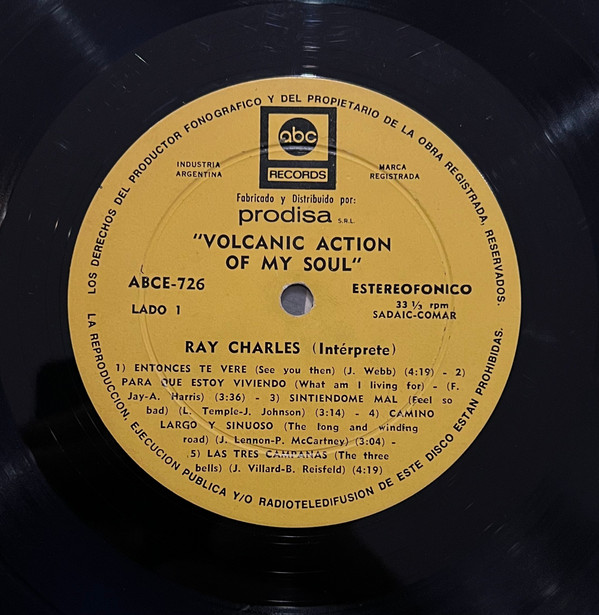 LOS DERECHOS DEL PRODUCTOR FONOGRAFICO Y DEL PROPIETARIO DE LA OBRA REGISTRADA, RESERVADOS.
abc
RECORDS
INDUSTRIA
ARGENTINA
MARCA
REGISTRADA
Fabricado y Distribuido por:
prodisa S.R.L.
"VOLCANIC ACTION
OF MY SOUL"
ABCE-726
LADO 1
ESTEREOFONICO
33 ⅓ rpm
SADAIC-COMAR
RAY CHARLES (Intérprete)
1) ENTONCES TE VERE (See you then) (J. Webb) (4:19) - 2)
PARA QUE ESTOY VIVIENDO (What am I living for) - (F.
Jay-A. Harris) (3:36) - 3) SINTIENDOME MAL (Feel so
bad) (L. Temple-J. Johnson) (3:14) - 4) CAMINO
LARGO Y SINUOSO (The long and winding
road) (J. Lennon-P. McCartney) (3:04) -
5) LAS TRES CAMPANAS (The three
bells) (J. Villard-B. Reisfeld) (4:19)
LA REPRODUCCION, EJECUCION PUBLICA Y/O RADIOTELEDIFUSION DE ESTE DISCO ESTAN PROHIBIDAS.